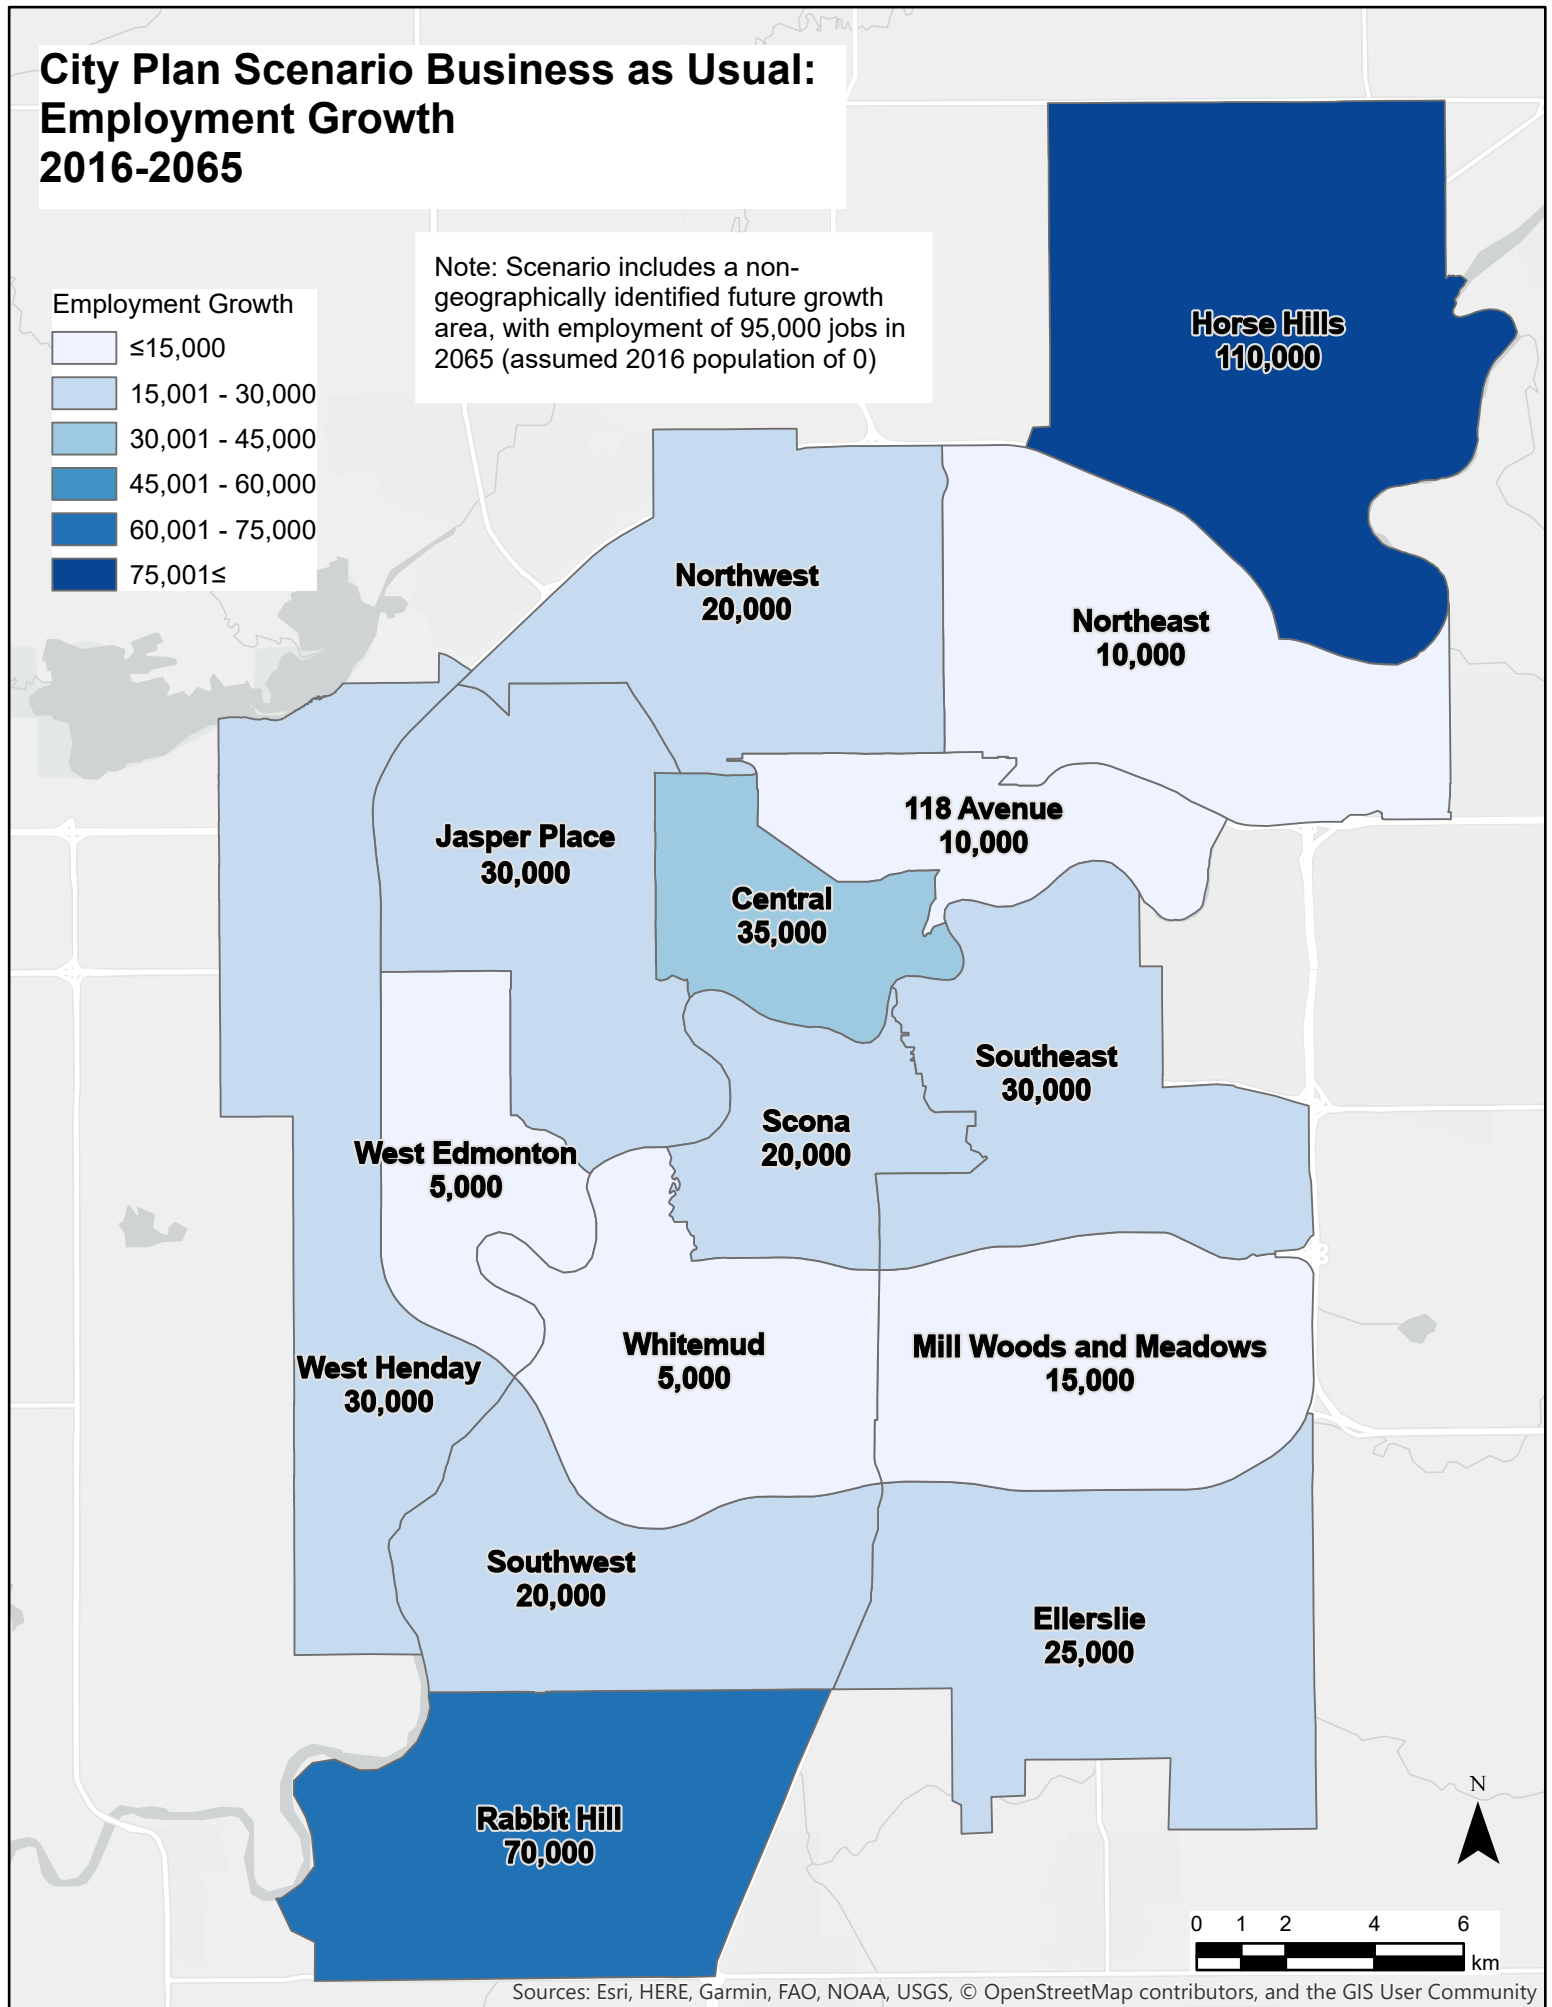 City Plan Scenario Business as Usual:
Employment Growth
2016-2065
Note: Scenario includes a non-
geographically identified future growth
area, with employment of 95,000 jobs in
2065 (assumed 2016 population of 0)
Employment Growth
≤15,000
15,001 - 30,000
30,001 - 45,000
45,001 - 60,000
60,001 - 75,000
75,001≤
Horse Hills
110,000
Northwest
20,000
Northeast
10,000
118 Avenue
10,000
Jasper Place
30,000
Central
35,000
Southeast
30,000
Scona
20,000
West Edmonton
5,000
Whitemud
5,000
Mill Woods and Meadows
15,000
West Henday
30,000
Southwest
20,000
Ellerslie
25,000
Rabbit Hill
70,000
N
0 1 2 4 6
km
Sources: Esri, HERE, Garmin, FAO, NOAA, USGS, © OpenStreetMap contributors, and the GIS User Community